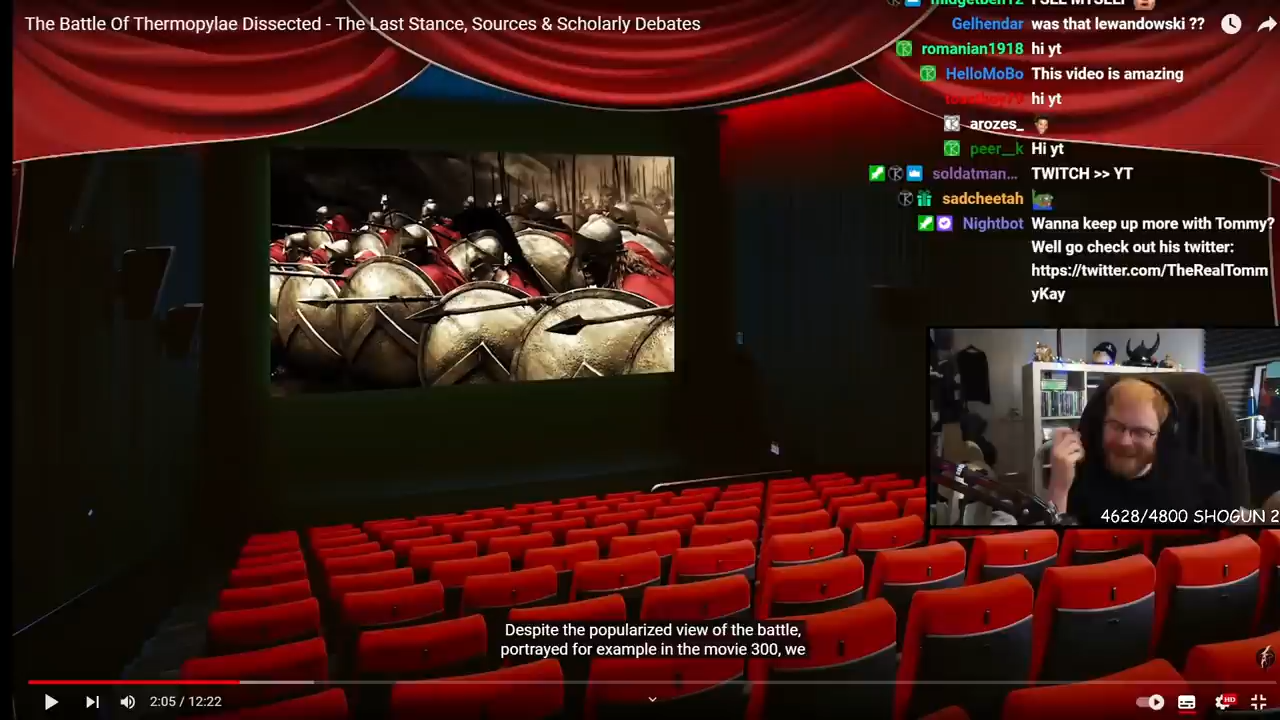 The Battle Of Thermopylae Dissected - The Last Stance, Sources & Scholarly Debates
Gelhendar was that lewandowski ??
romanian1918 hi yt
HelloMoBo This video is amazing
hi yt
arozes_
peer__k Hi yt
soldatman... TWITCH >> YT
sadcheetah
Nightbot Wanna keep up more with Tommy?
Well go check out his twitter:
https://twitter.com/TheRealTomm
yKay
4628/4800 SHOGUN 2
Despite the popularized view of the battle,
portrayed for example in the movie 300, we
2:05 / 12:22
HD